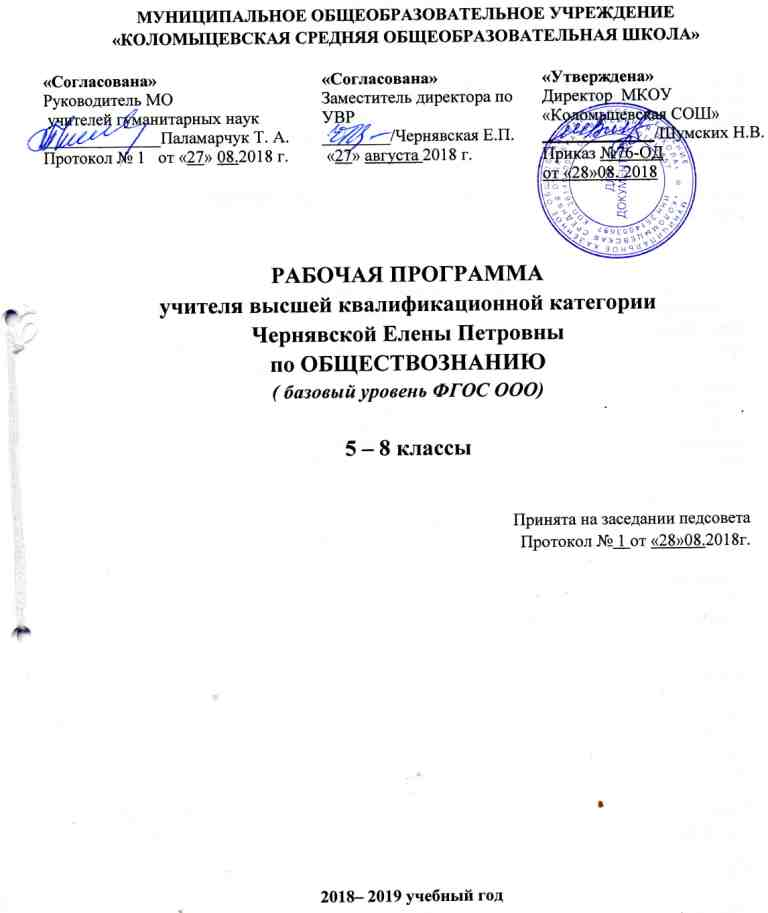 МУНИЦИПАЛЬНОЕ ОБЩЕОБРАЗОВАТЕЛЬНОЕ УЧРЕЖДЕНИЕ
«КОЛОМЫЦЕВСКАЯ СРЕДНЯЯ ОБЩЕОБРАЗОВАТЕЛЬНАЯ ШКОЛА»
«Согласована»
Руководитель МО
учителей гуманитарных наук
Паламарчук Т. А.
Протокол № 1 от «27» 08.2018 г.
«Согласована»
Заместитель директора по
УВР
/Чернявская Е.П.
«27» августа 2018 г.
«Утверждена»
Директор МКОУ
«Коломыцевская СОШ»
/Шумских Н.В.
Приказ №76-ОД
от «28»08. 2018
РАБОЧАЯ ПРОГРАММА
учителя высшей квалификационной категории
Чернявской Елены Петровны
по ОБЩЕСТВОЗНАНИЮ
( базовый уровень ФГОС ООО)
5 – 8 классы
Принята на заседании педсовета
Протокол № 1 от «28»08.2018г.
2018– 2019 учебный год